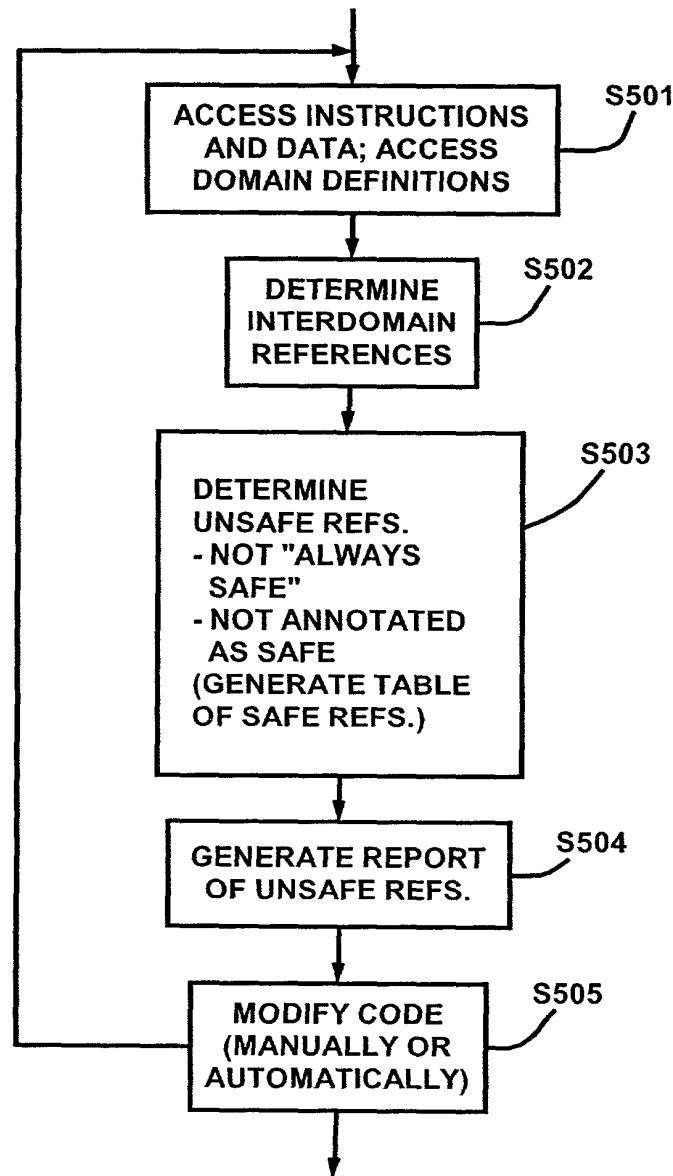 S501
ACCESS INSTRUCTIONS
AND DATA; ACCESS
DOMAIN DEFINITIONS
S502
DETERMINE
INTERDOMAIN
REFERENCES
S503
DETERMINE
UNSAFE REFS.
- NOT "ALWAYS
SAFE"
- NOT ANNOTATED
AS SAFE
(GENERATE TABLE
OF SAFE REFS.)
S504
GENERATE REPORT
OF UNSAFE REFS.
S505
MODIFY CODE
(MANUALLY OR
AUTOMATICALLY)